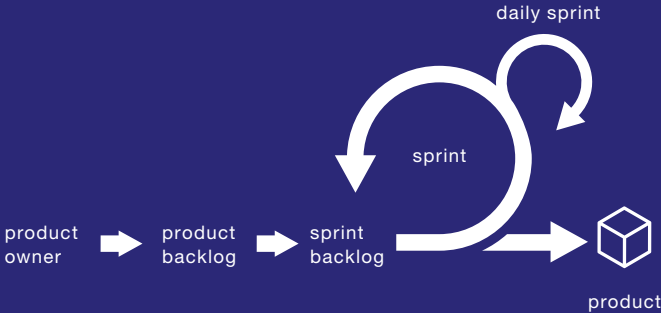 daily sprint
sprint
product
owner
product
backlog
sprint
backlog
product